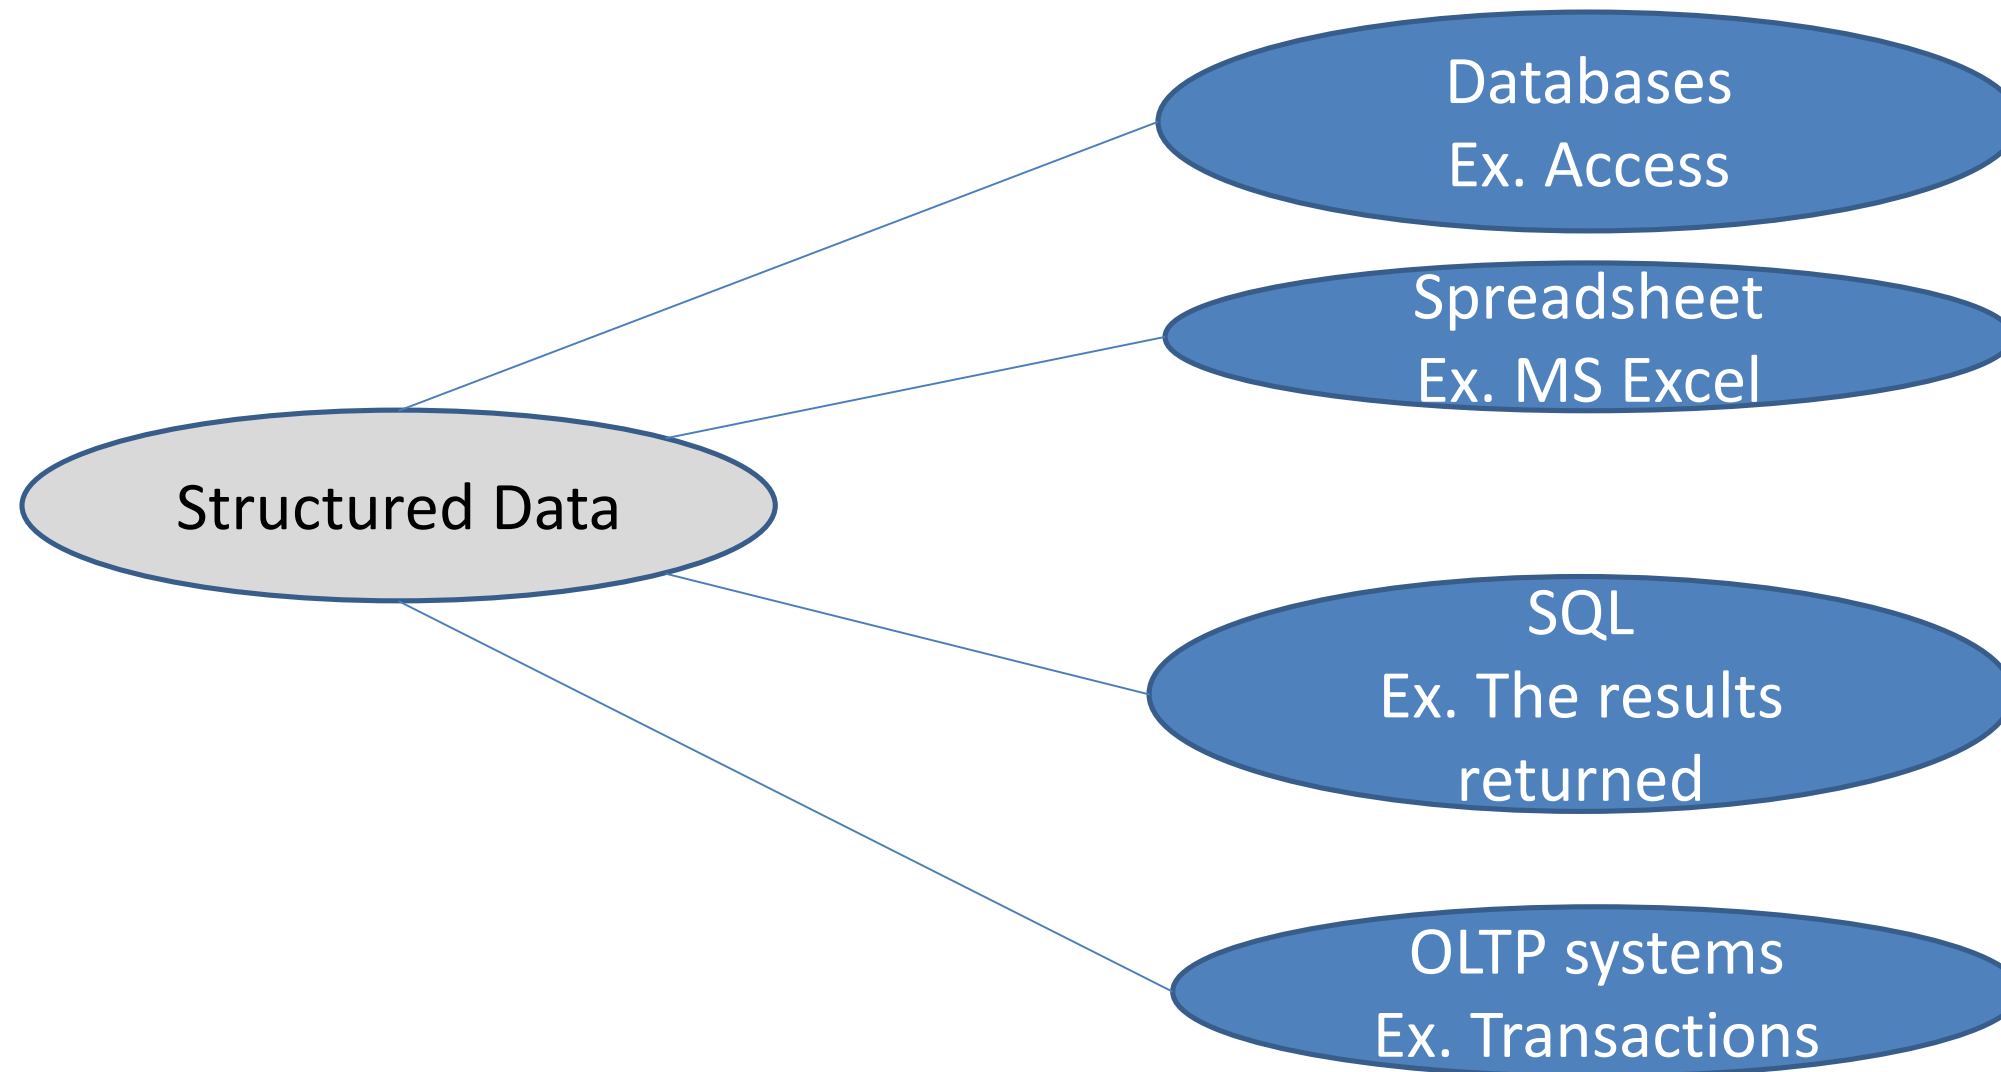 Databases
Ex. Access
Spreadsheet
Ex. MS Excel
Structured Data
SQL
Ex. The results
returned
OLTP systems
Ex. Transactions